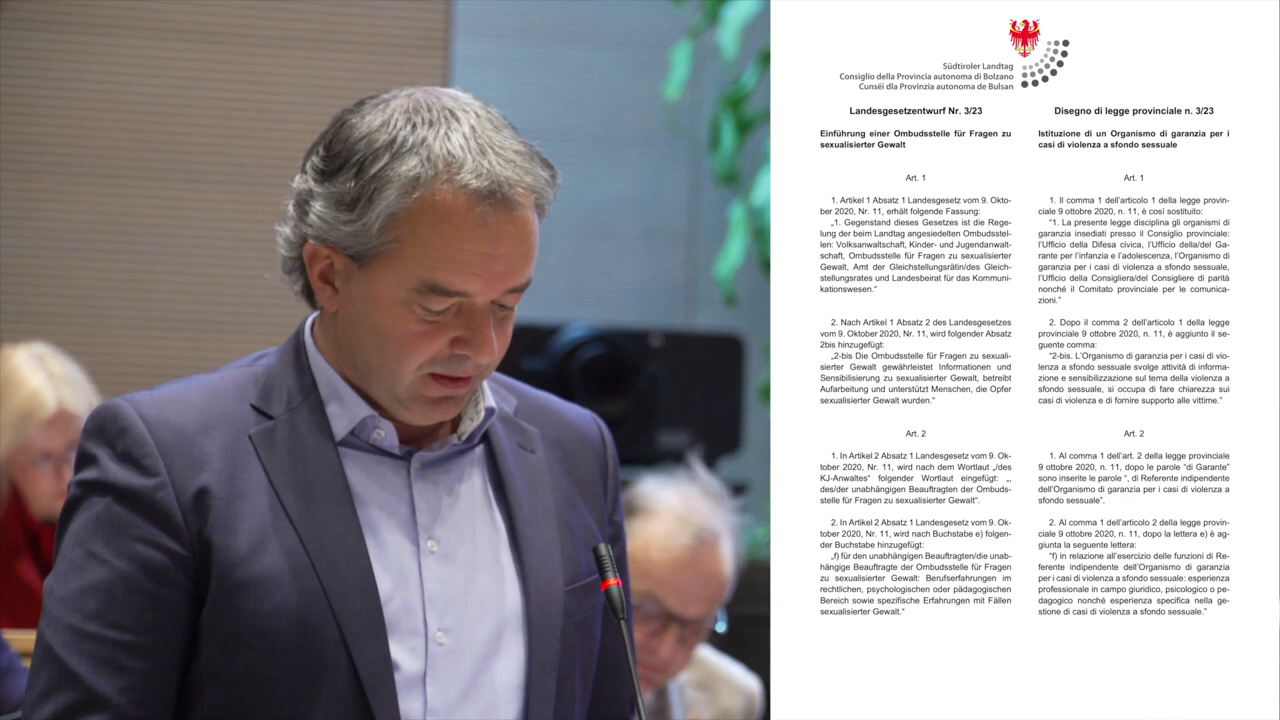 Südtiroler Landtag
Consiglio della Provincia autonoma di Bolzano
Cunsëi dla Provinzia autonoma de Bulsan
Landesgesetzentwurf Nr. 3/23
Einführung einer Ombudsstelle für Fragen zu
sexualisierter Gewalt
Art. 1
1. Artikel 1 Absatz 1 Landesgesetz vom 9. Okto-
ber 2020, Nr. 11, erhält folgende Fassung:
„1. Gegenstand dieses Gesetzes ist die Rege-
lung der beim Landtag angesiedelten Ombudsstel-
len: Volksanwaltschaft, Kinder- und Jugendanwalt-
schaft, Ombudsstelle für Fragen zu sexualisierter
Gewalt, Amt der Gleichstellungsrätin/des Gleich-
stellungsrates und Landesbeirat für das Kommuni-
kationswesen.“
2. Nach Artikel 1 Absatz 2 des Landesgesetzes
vom 9. Oktober 2020, Nr. 11, wird folgender Absatz
2bis hinzugefügt:
„2-bis Die Ombudsstelle für Fragen zu sexuali-
sierter Gewalt gewährleistet Informationen und
Sensibilisierung zu sexualisierter Gewalt, betreibt
Aufarbeitung und unterstützt Menschen, die Opfer
sexualisierter Gewalt wurden.“
Art. 2
1. In Artikel 2 Absatz 1 Landesgesetz vom 9. Ok-
tober 2020, Nr. 11, wird nach dem Wortlaut „/des
KJ-Anwaltes“ folgender Wortlaut eingefügt: „,
des/der unabhängigen Beauftragten der Ombuds-
stelle für Fragen zu sexualisierter Gewalt“.
2. In Artikel 2 Absatz 1 Landesgesetz vom 9. Ok-
tober 2020, Nr. 11, wird nach Buchstabe e) folgen-
der Buchstabe hinzugefügt:
„f) für den unabhängigen Beauftragten/die unab-
hängige Beauftragte der Ombudsstelle für Fragen
zu sexualisierter Gewalt: Berufserfahrungen im
rechtlichen, psychologischen oder pädagogischen
Bereich sowie spezifische Erfahrungen mit Fällen
sexualisierter Gewalt.“
Disegno di legge provinciale n. 3/23
Istituzione di un Organismo di garanzia per i
casi di violenza a sfondo sessuale
Art. 1
1. Il comma 1 dell’articolo 1 della legge provin-
ciale 9 ottobre 2020, n. 11, è così sostituito:
“1. La presente legge disciplina gli organismi di
garanzia insediati presso il Consiglio provinciale:
l’Ufficio della Difesa civica, l’Ufficio della/del Ga-
rante per l’infanzia e l’adolescenza, l’Organismo di
garanzia per i casi di violenza a sfondo sessuale,
l’Ufficio della Consigliera/del Consigliere di parità
nonché il Comitato provinciale per le comunica-
zioni.”
2. Dopo il comma 2 dell’articolo 1 della legge
provinciale 9 ottobre 2020, n. 11, è aggiunto il se-
guente comma:
“2-bis. L’Organismo di garanzia per i casi di vio-
lenza a sfondo sessuale svolge attività di informa-
zione e sensibilizzazione sul tema della violenza a
sfondo sessuale, si occupa di fare chiarezza sui
casi di violenza e di fornire supporto alle vittime.”
Art. 2
1. Al comma 1 dell’art. 2 della legge provinciale
9 ottobre 2020, n. 11, dopo le parole “di Garante”
sono inserite le parole “, di Referente indipendente
dell’Organismo di garanzia per i casi di violenza a
sfondo sessuale”.
2. Al comma 1 dell’articolo 2 della legge provin-
ciale 9 ottobre 2020, n. 11, dopo la lettera e) è ag-
giunta la seguente lettera:
“f) in relazione all’esercizio delle funzioni di Re-
ferente indipendente dell’Organismo di garanzia
per i casi di violenza a sfondo sessuale: esperienza
professionale in campo giuridico, psicologico o pe-
dagogico nonché esperienza specifica nella ge-
stione di casi di violenza a sfondo sessuale.”